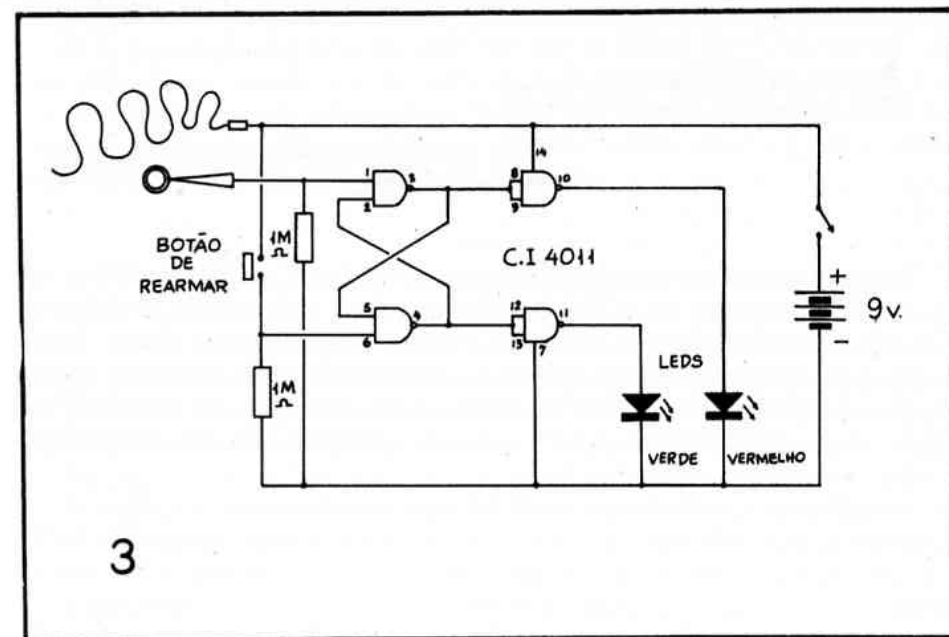 14
1
3
2
8
9
10
1M
Ω
BOTÃO
DE
REARMAR
C.I 4011
+
9v.
-
5
4
6
12
13
11
7
1M
Ω
LEDS
VERDE
VERMELHO
3